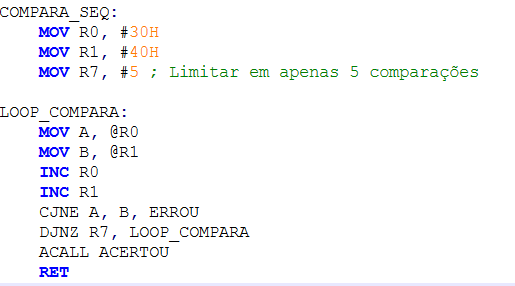 COMPARA_SEQ:
MOV R0, #30H
MOV R1, #40H
MOV R7, #5 ; Limitar em apenas 5 comparações
LOOP_COMPARA:
MOV A, @R0
MOV B, @R1
INC R0
INC R1
CJNE A, B, ERROU
DJNZ R7, LOOP_COMPARA
ACALL ACERTOU
RET